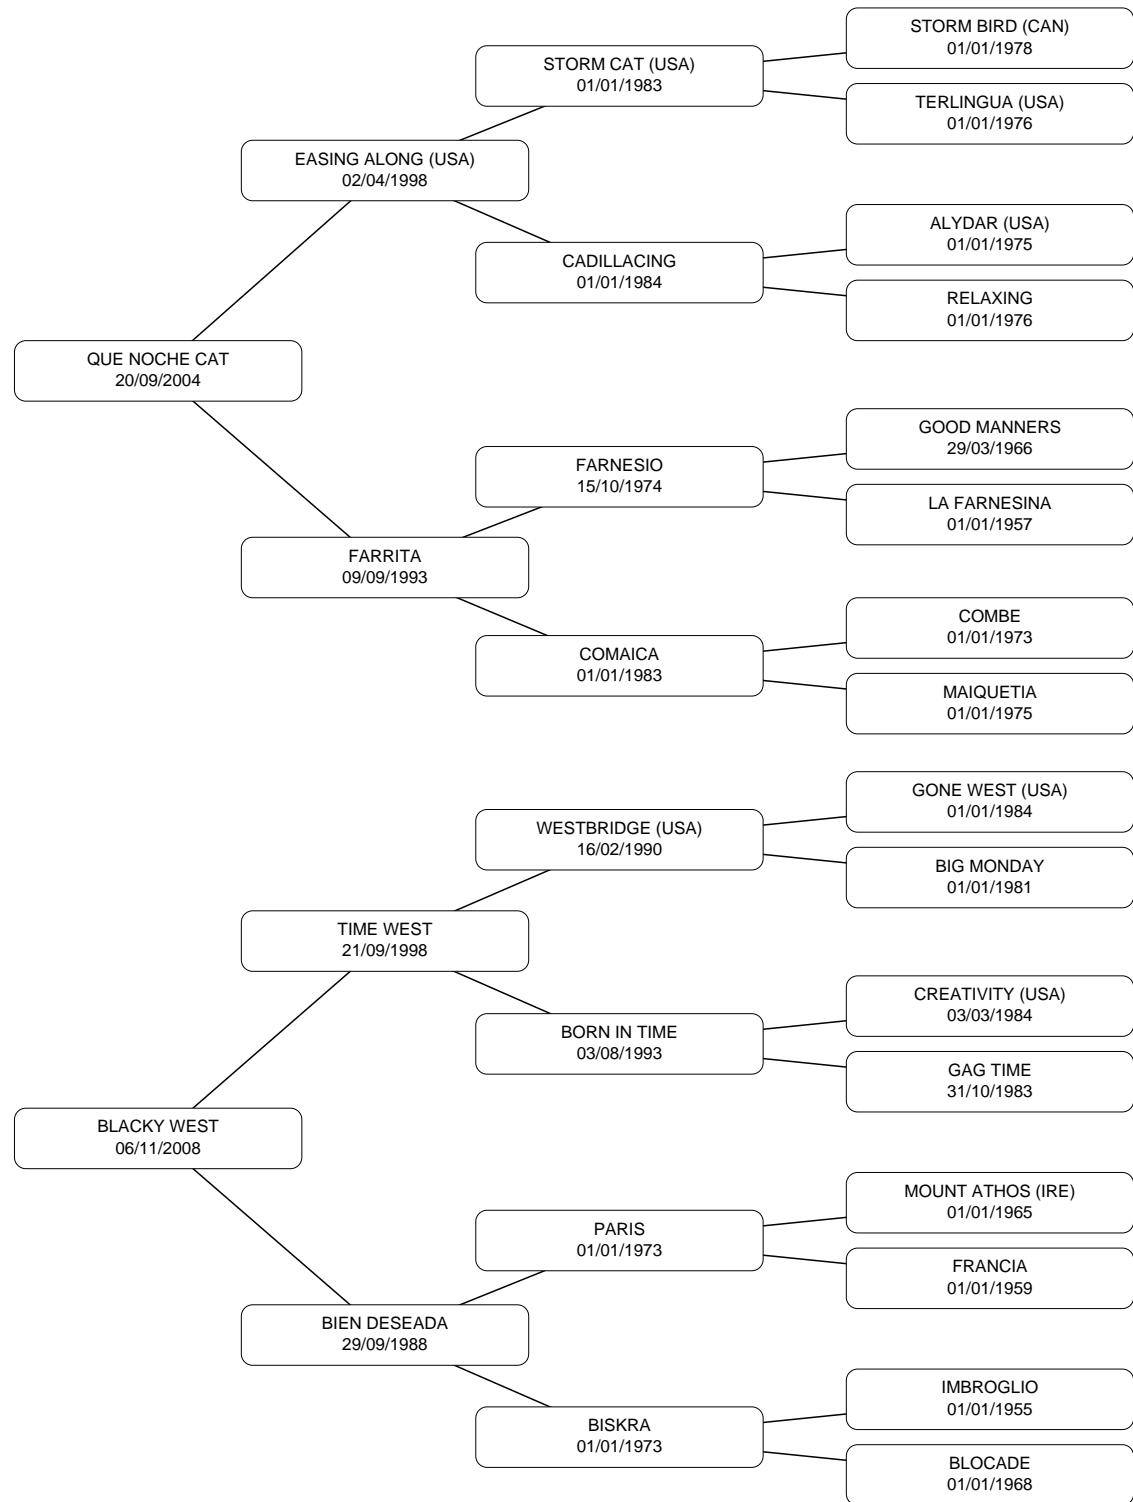 STORM BIRD (CAN)
01/01/1978
STORM CAT (USA)
01/01/1983
TERLINGUA (USA)
01/01/1976
EASING ALONG (USA)
02/04/1998
ALYDAR (USA)
01/01/1975
CADILLACING
01/01/1984
RELAXING
01/01/1976
QUE NOCHE CAT
20/09/2004
GOOD MANNERS
29/03/1966
FARNESIO
15/10/1974
LA FARNESINA
01/01/1957
FARRITA
09/09/1993
COMBE
01/01/1973
COMAICA
01/01/1983
MAIQUETIA
01/01/1975
GONE WEST (USA)
01/01/1984
WESTBRIDGE (USA)
16/02/1990
BIG MONDAY
01/01/1981
TIME WEST
21/09/1998
CREATIVITY (USA)
03/03/1984
BORN IN TIME
03/08/1993
GAG TIME
31/10/1983
BLACKY WEST
06/11/2008
MOUNT ATHOS (IRE)
01/01/1965
PARIS
01/01/1973
FRANCIA
01/01/1959
BIEN DESEADA
29/09/1988
IMBROGLIO
01/01/1955
BISKRA
01/01/1973
BLOCADE
01/01/1968